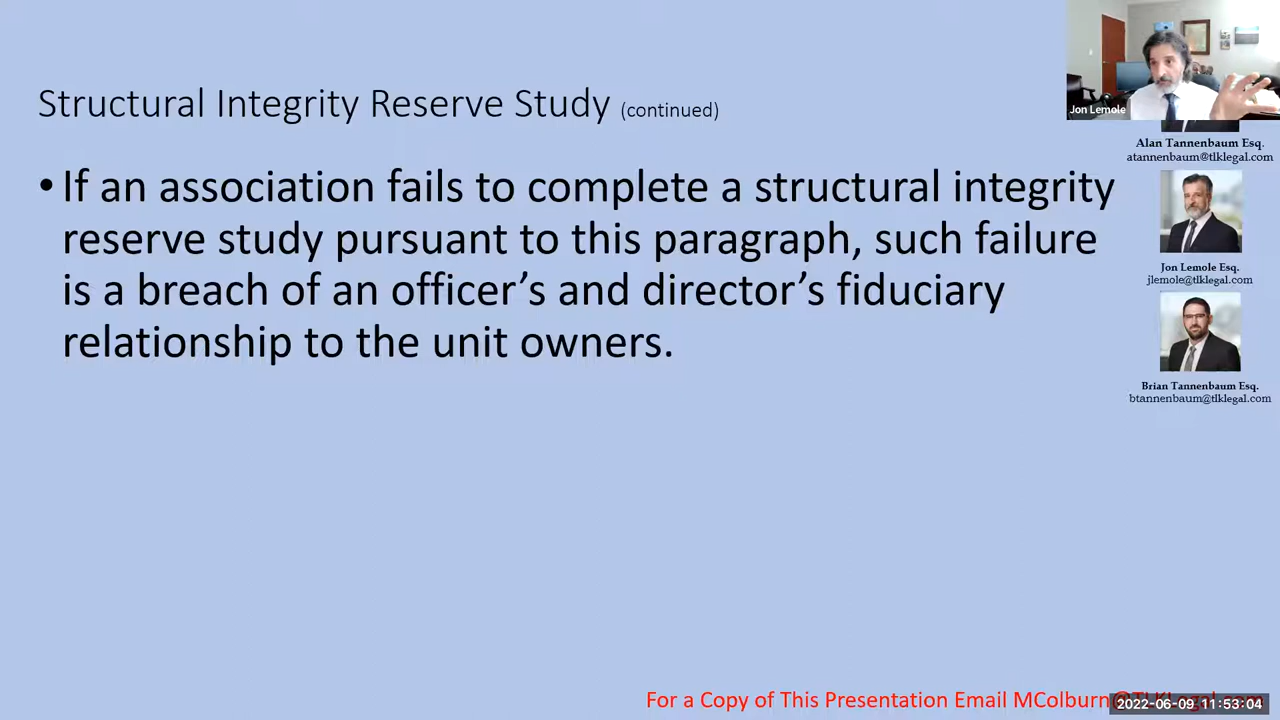 Structural Integrity Reserve Study (continued)
• If an association fails to complete a structural integrity
reserve study pursuant to this paragraph, such failure
is a breach of an officer’s and director’s fiduciary
relationship to the unit owners.
Jon Lemole
Alan Tannenbaum Esq.
atannenbaum@tlklegal.com
Jon Lemole Esq.
jlemole@tlklegal.com
Brian Tannenbaum Esq.
btannenbaum@tlklegal.com
For a Copy of This Presentation Email MColburn@TLKLegal.com
2022-06-09, 11:53:04